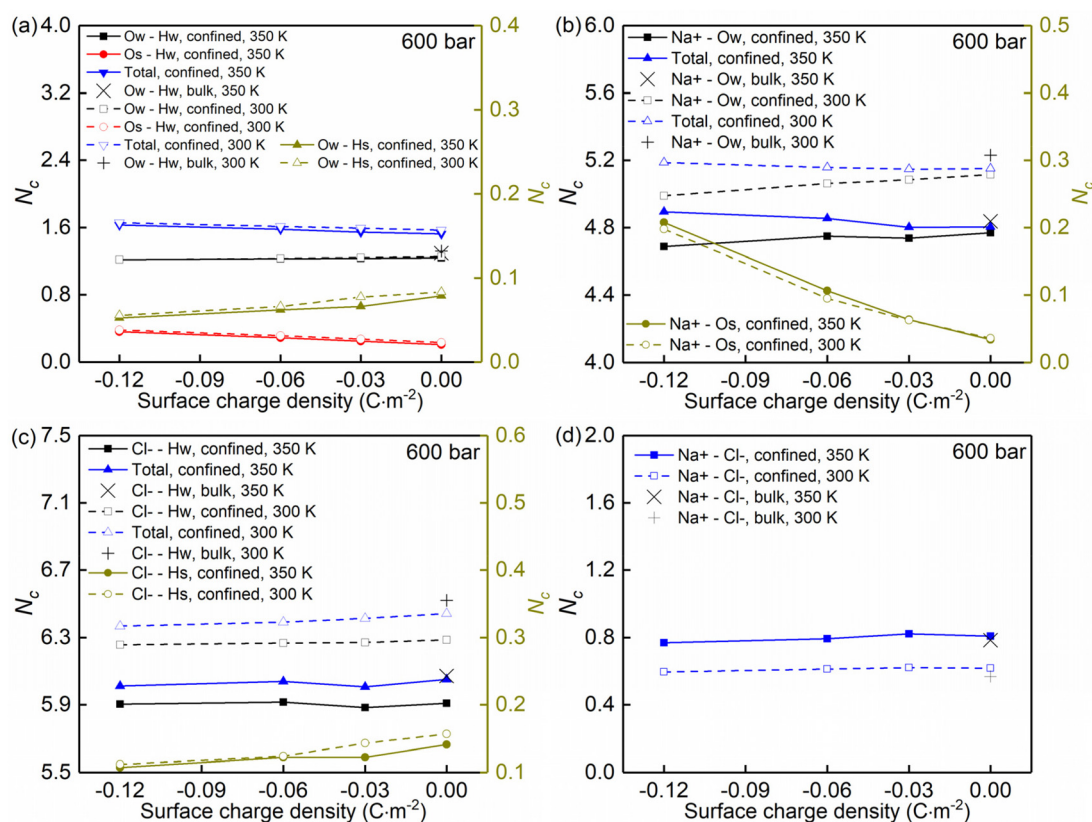 (a)
Ow - Hw, confined, 350 K
Os - Hw, confined, 350 K
Total, confined, 350 K
Ow - Hw, bulk, 350 K
Ow - Hw, confined, 300 K
Os - Hw, confined, 300 K
Total, confined, 300 K
Ow - Hw, bulk, 300 K
Ow - Hs, confined, 350 K
Ow - Hs, confined, 300 K
600 bar
4.0
3.2
2.4
1.6
0.8
0.0
Nc
0.4
0.3
0.2
0.1
0.0
Nc
-0.12 -0.09 -0.06 -0.03 0.00
Surface charge density (C·m-2)
(b)
Na+ - Ow, confined, 350 K
Total, confined, 350 K
Na+ - Ow, bulk, 350 K
Na+ - Ow, confined, 300 K
Total, confined, 300 K
Na+ - Ow, bulk, 300 K
600 bar
Na+ - Os, confined, 350 K
Na+ - Os, confined, 300 K
6.0
5.6
5.2
4.8
4.4
4.0
Nc
0.5
0.4
0.3
0.2
0.1
0.0
Nc
-0.12 -0.09 -0.06 -0.03 0.00
Surface charge density (C·m-2)
(c)
Cl- - Hw, confined, 350 K
Total, confined, 350 K
Cl- - Hw, bulk, 350 K
Cl- - Hw, confined, 300 K
Total, confined, 300 K
Cl- - Hw, bulk, 300 K
Cl- - Hs, confined, 350 K
Cl- - Hs, confined, 300 K
600 bar
7.5
7.1
6.7
6.3
5.9
5.5
Nc
0.6
0.5
0.4
0.3
0.2
0.1
Nc
-0.12 -0.09 -0.06 -0.03 0.00
Surface charge density (C·m-2)
(d)
Na+ - Cl-, confined, 350 K
Na+ - Cl-, confined, 300 K
Na+ - Cl-, bulk, 350 K
Na+ - Cl-, bulk, 300 K
600 bar
2.0
1.6
1.2
0.8
0.4
0.0
Nc
-0.12 -0.09 -0.06 -0.03 0.00
Surface charge density (C·m-2)